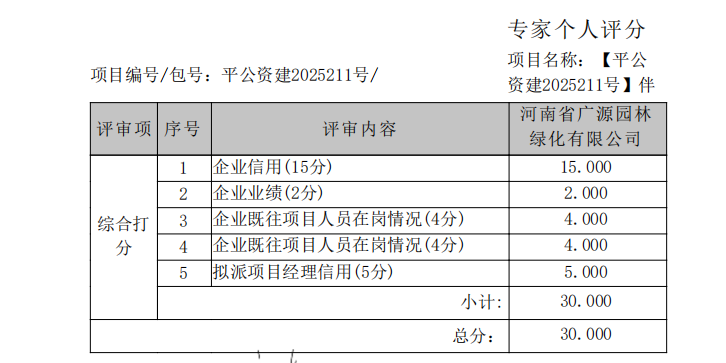 专家个人评分
项目编号/包号：平公资建2025211号/
项目名称：【平公
资建2025211号】伴
评审项 序号 评审内容 河南省广源园林
绿化有限公司
综合打
分
1 企业信用(15分) 15.000
2 企业业绩(2分) 2.000
3 企业既往项目人员在岗情况(4分) 4.000
4 企业既往项目人员在岗情况(4分) 4.000
5 拟派项目经理信用(5分) 5.000
小计: 30.000
总分： 30.000